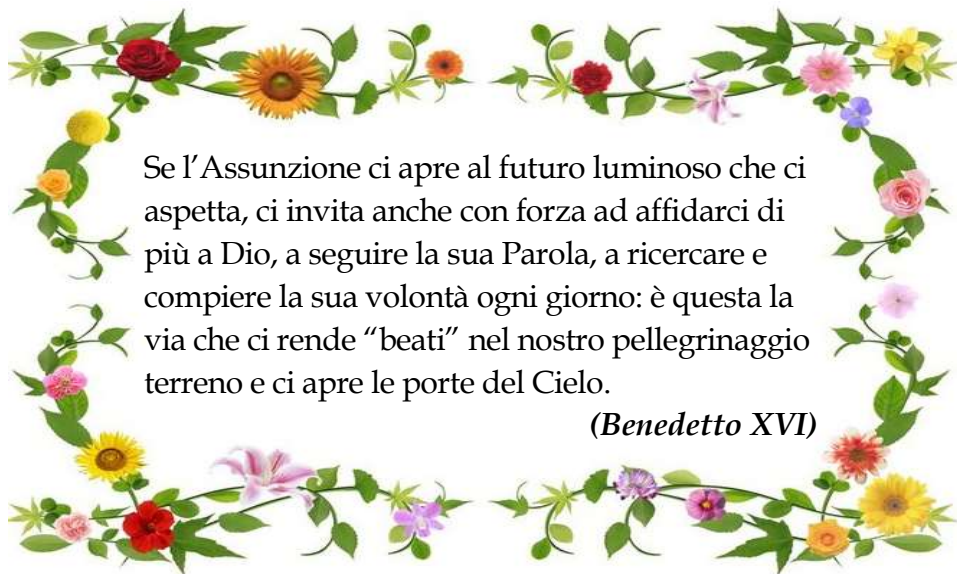 Se l’Assunzione ci apre al futuro luminoso che ci
aspetta, ci invita anche con forza ad affidarci di
più a Dio, a seguire la sua Parola, a ricercare e
compiere la sua volontà ogni giorno: è questa la
via che ci rende “beati” nel nostro pellegrinaggio
terreno e ci apre le porte del Cielo.
(Benedetto XVI)